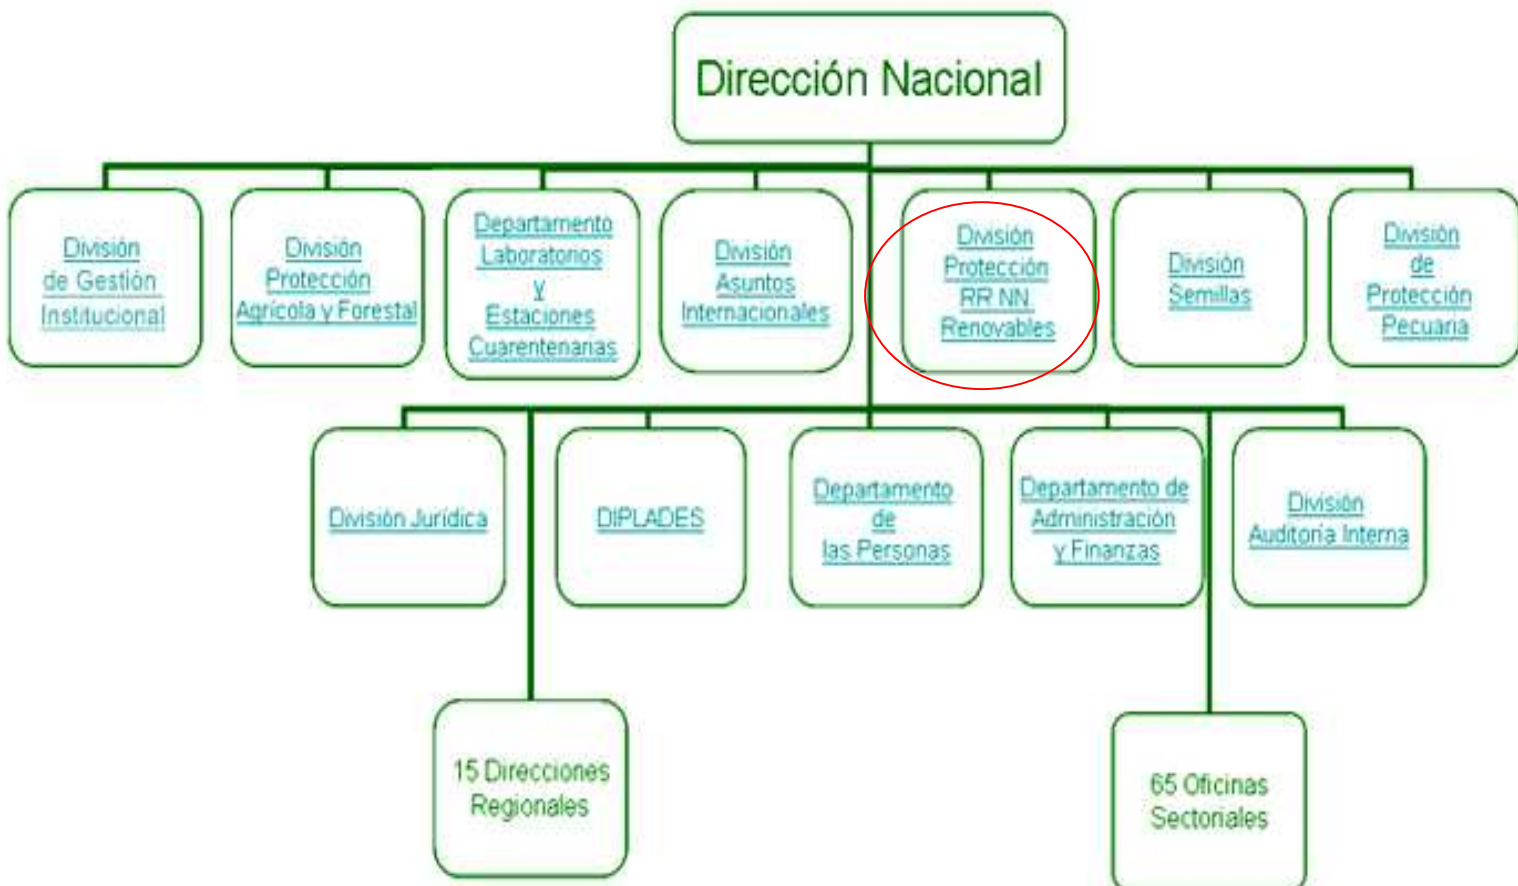 Dirección Nacional
División
de Gestión
Institucional
División
Protección
Agrícola y Forestal
Departamento
Laboratorios
y
Estaciones
Cuarentenarias
División
Asuntos
Internacionales
División
Protección
RR NN
Renovables
División
Semillas
División
de
Protección
Pecuaria
División Jurídica
DIPLADES
Departamento
de
las Personas
Departamento de
Administración
y Finanzas
División
Auditoría Interna
15 Direcciones
Regionales
65 Oficinas
Sectoriales